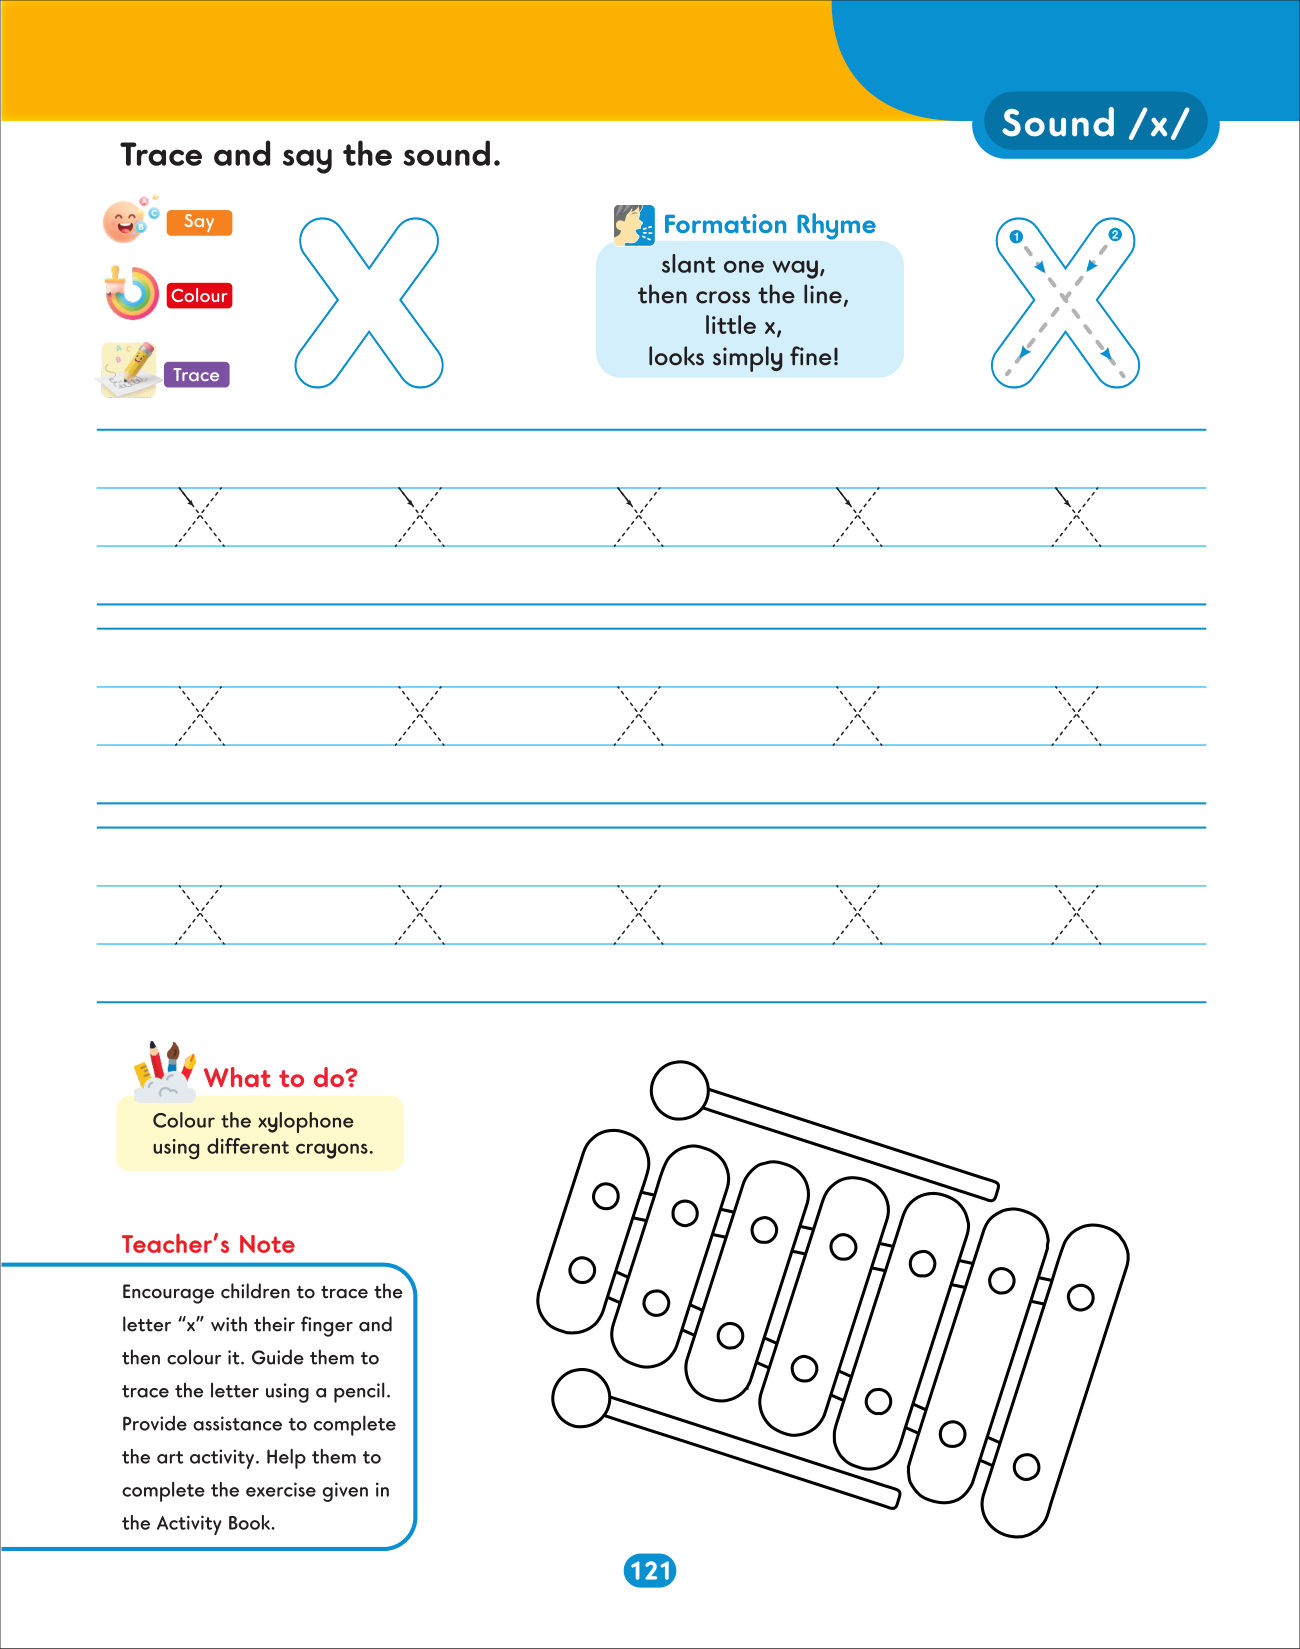 Sound /x/
Trace and say the sound.
Say
Colour
Trace
x
Formation Rhyme
slant one way,
then cross the line,
little x,
looks simply fine!
1 2
x
x x x x x
x x x x x
x x x x x
What to do?
Colour the xylophone
using different crayons.
Teacher's Note
Encourage children to trace the
letter “x” with their finger and
then colour it. Guide them to
trace the letter using a pencil.
Provide assistance to complete
the art activity. Help them to
complete the exercise given in
the Activity Book.
121